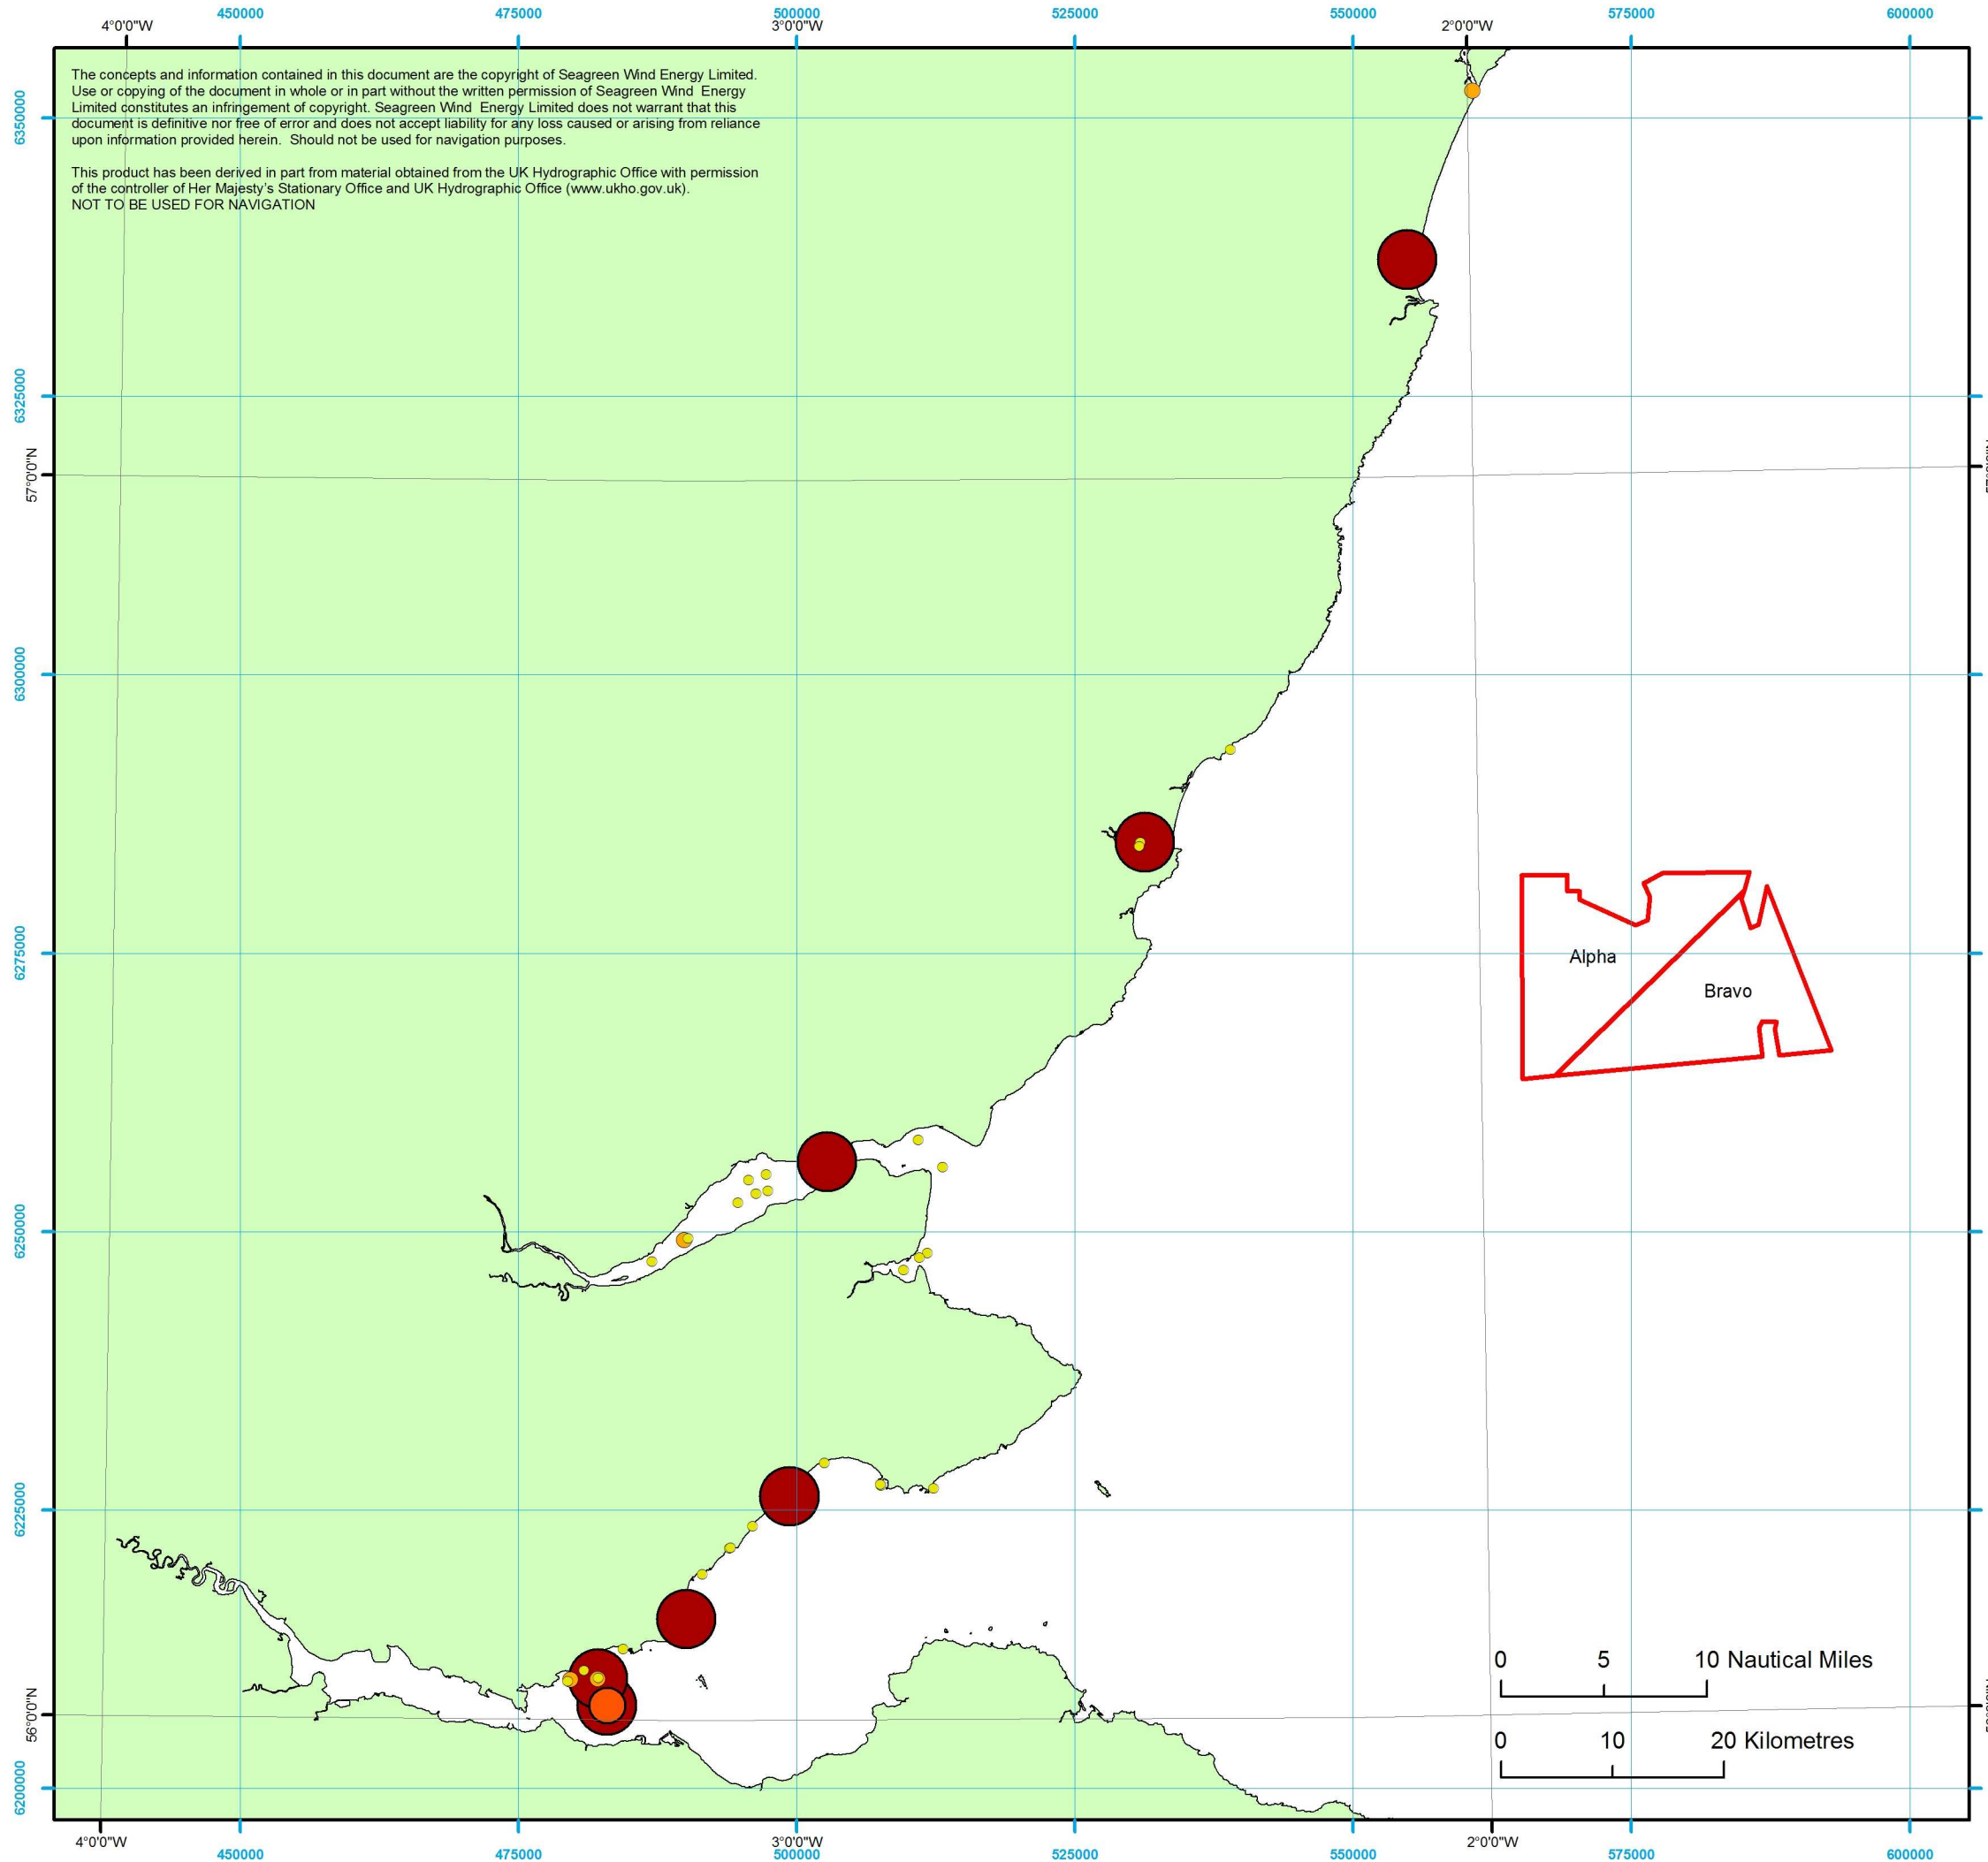 450000 475000 500000 525000 550000 575000 600000
4°0'0"W 3°0'0"W 2°0'0"W
The concepts and information contained in this document are the copyright of Seagreen Wind Energy Limited.
Use or copying of the document in whole or in part without the written permission of Seagreen Wind Energy
Limited constitutes an infringement of copyright. Seagreen Wind Energy Limited does not warrant that this
document is definitive nor free of error and does not accept liability for any loss caused or arising from reliance
upon information provided herein. Should not be used for navigation purposes.
This product has been derived in part from material obtained from the UK Hydrographic Office with permission
of the controller of Her Majesty's Stationary Office and UK Hydrographic Office (www.ukho.gov.uk).
NOT TO BE USED FOR NAVIGATION
6350000
6325000
57°0'0"N
6300000
6275000
Alpha
Bravo
6250000
6225000
0 5 10 Nautical Miles
56°0'0"N
0 10 20 Kilometres
6200000
4°0'0"W 3°0'0"W 2°0'0"W
450000 475000 500000 525000 550000 575000 600000